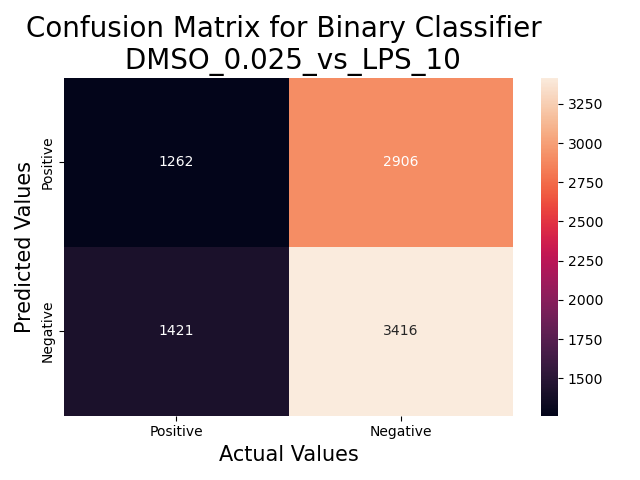 Confusion Matrix for Binary Classifier
DMSO_0.025_vs_LPS_10
Predicted Values
Positive
Negative
1262
2906
1421
3416
Positive
Negative
Actual Values
3250
3000
2750
2500
2250
2000
1750
1500